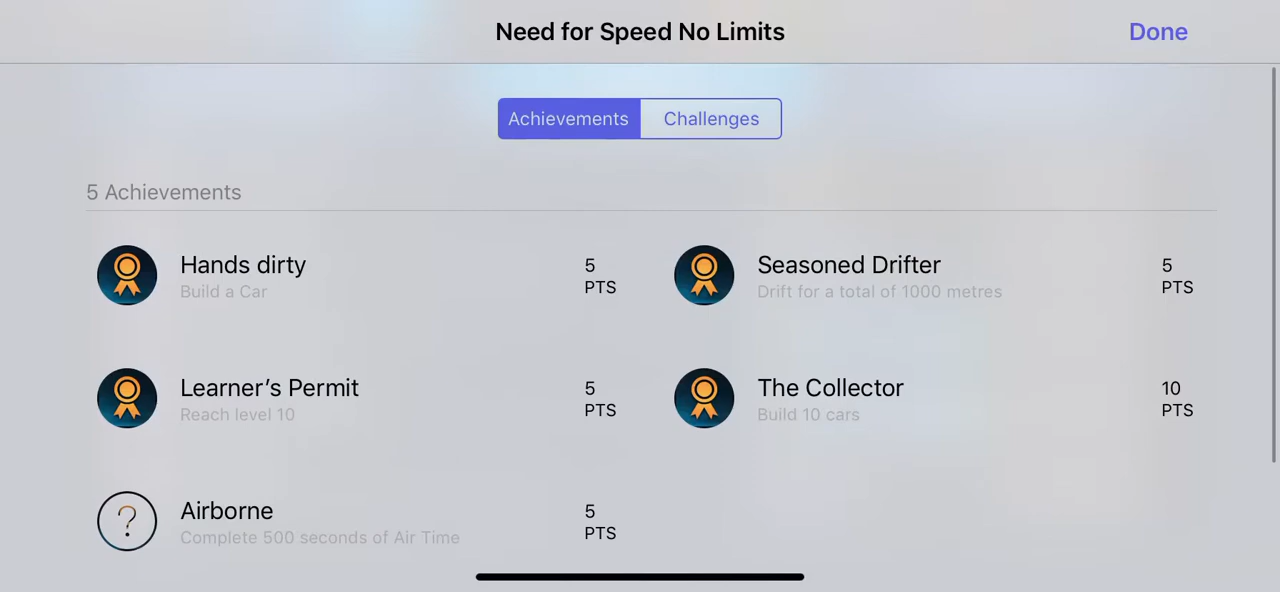 Need for Speed No Limits
Done
Achievements
Challenges
5 Achievements
Hands dirty
Build a Car
5
PTS
Seasoned Drifter
Drift for a total of 1000 metres
5
PTS
Learner’s Permit
Reach level 10
5
PTS
The Collector
Build 10 cars
10
PTS
?
Airborne
Complete 500 seconds of Air Time
5
PTS